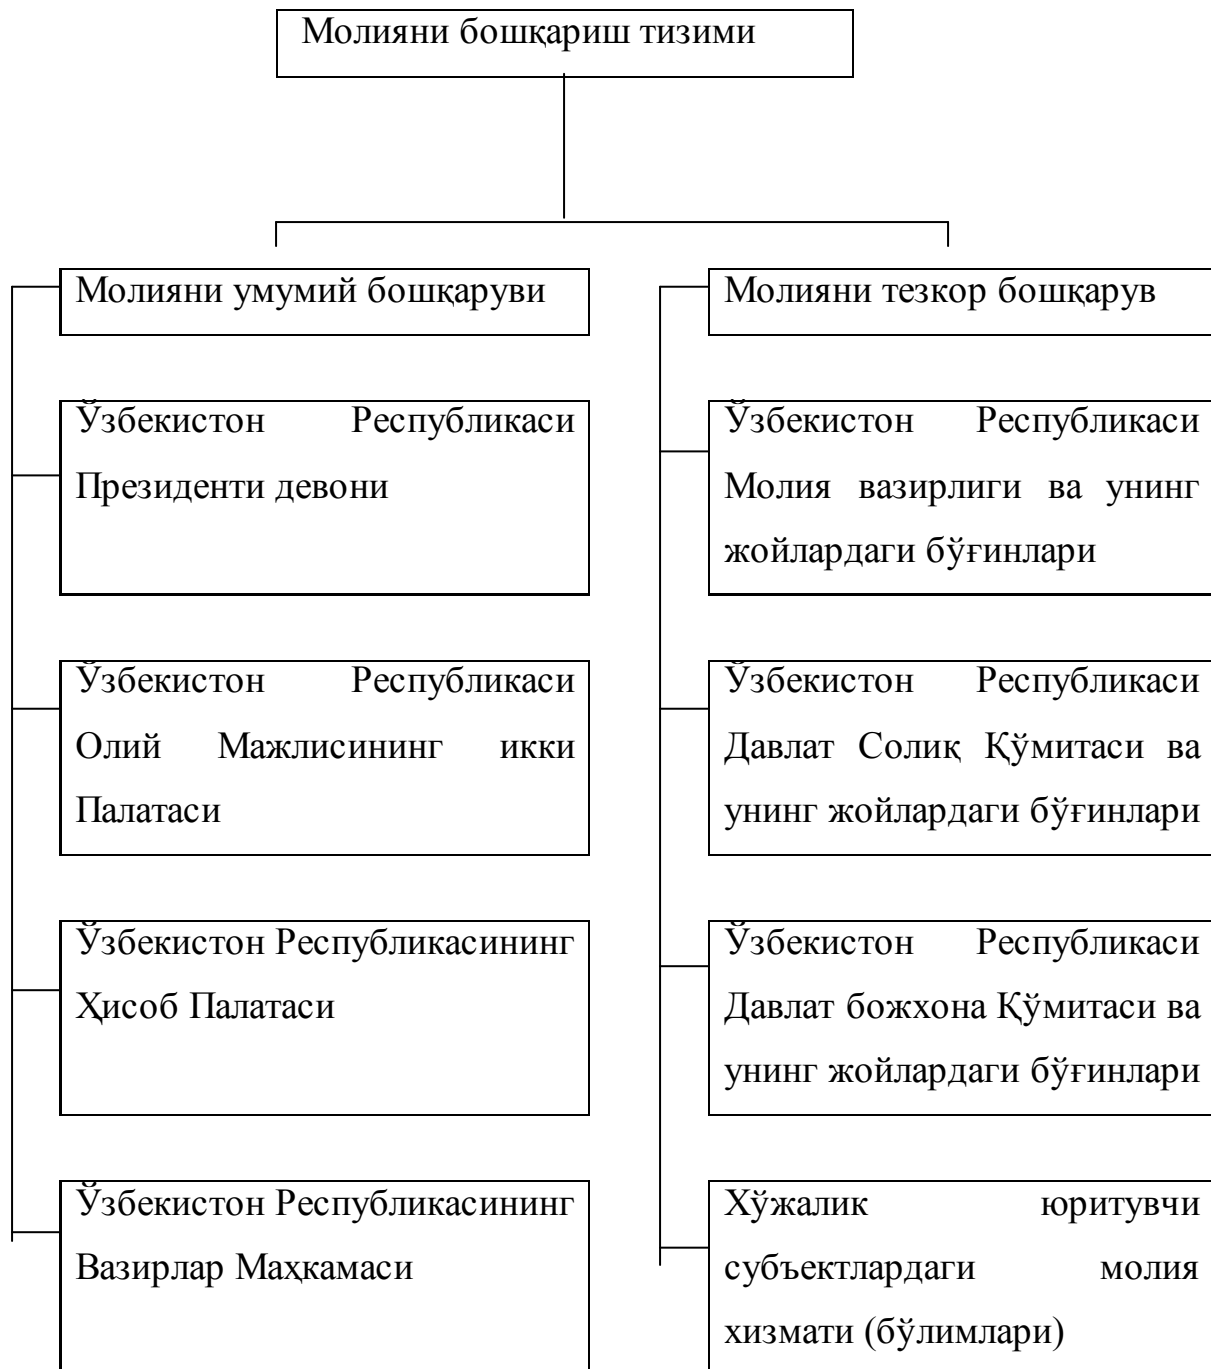 Молияни бошқариш тизими
Молияни умумий бошқаруви
Ўзбекистон Республикаси
Президенти девони
Ўзбекистон Республикаси
Олий Мажлисининг икки
Палатаси
Ўзбекистон Республикасининг
Ҳисоб Палатаси
Ўзбекистон Республикасининг
Вазирлар Маҳкамаси
Молияни тезкор бошқарув
Ўзбекистон Республикаси
Молия вазирлиги ва унинг
жойлардаги бўғинлари
Ўзбекистон Республикаси
Давлат Солиқ Қўмитаси ва
унинг жойлардаги бўғинлари
Ўзбекистон Республикаси
Давлат божхона Қўмитаси ва
унинг жойлардаги бўғинлари
Хўжалик юритувчи
субъектлардаги молия
хизмати (бўлимлари)